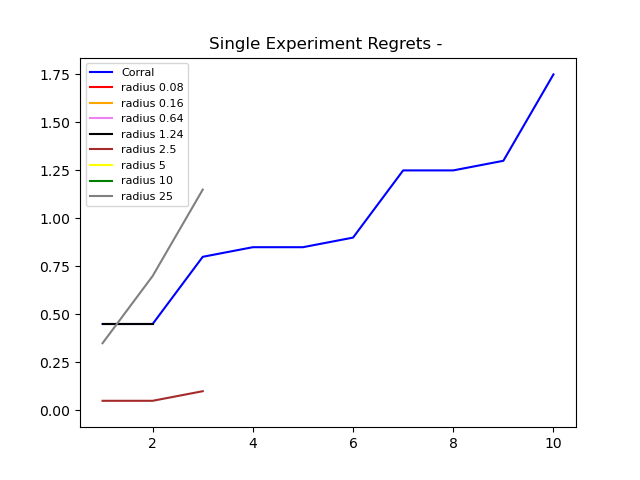 Single Experiment Regrets -
1.75
1.50
1.25
1.00
0.75
0.50
0.25
0.00
Corral
radius 0.08
radius 0.16
radius 0.64
radius 1.24
radius 2.5
radius 5
radius 10
radius 25
2 4 6 8 10